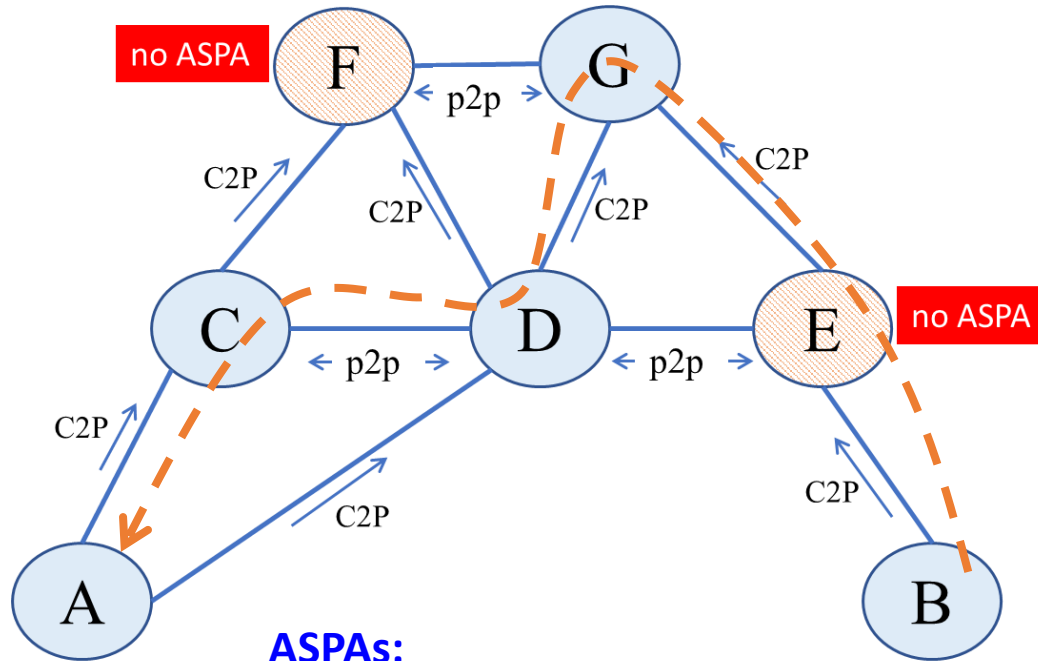 no ASPA
F
G
p2p
C2P
C2P
C2P
C2P
C
D
E
no ASPA
p2p
p2p
C2P
C2P
C2P
A
B
ASPAs: